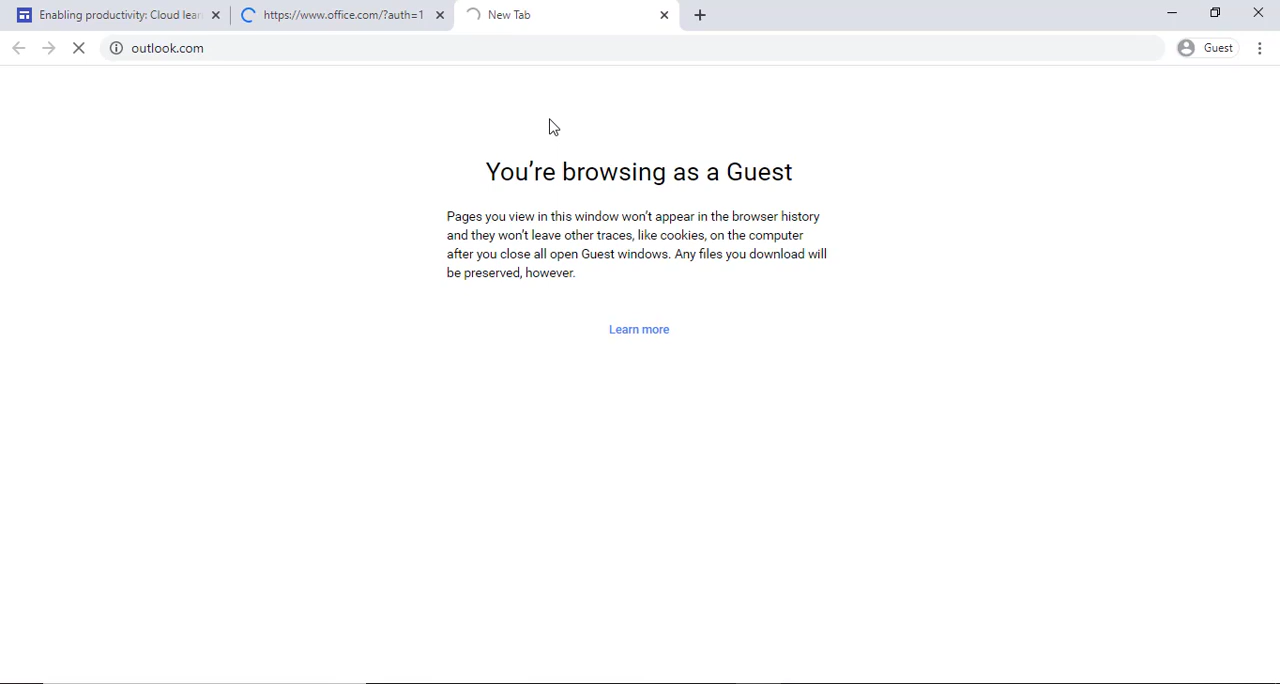 Enabling productivity: Cloud lear
https://www.office.com/?auth=1
New Tab
outlook.com
Guest
You're browsing as a Guest
Pages you view in this window won't appear in the browser history
and they won't leave other traces, like cookies, on the computer
after you close all open Guest windows. Any files you download will
be preserved, however.
Learn more